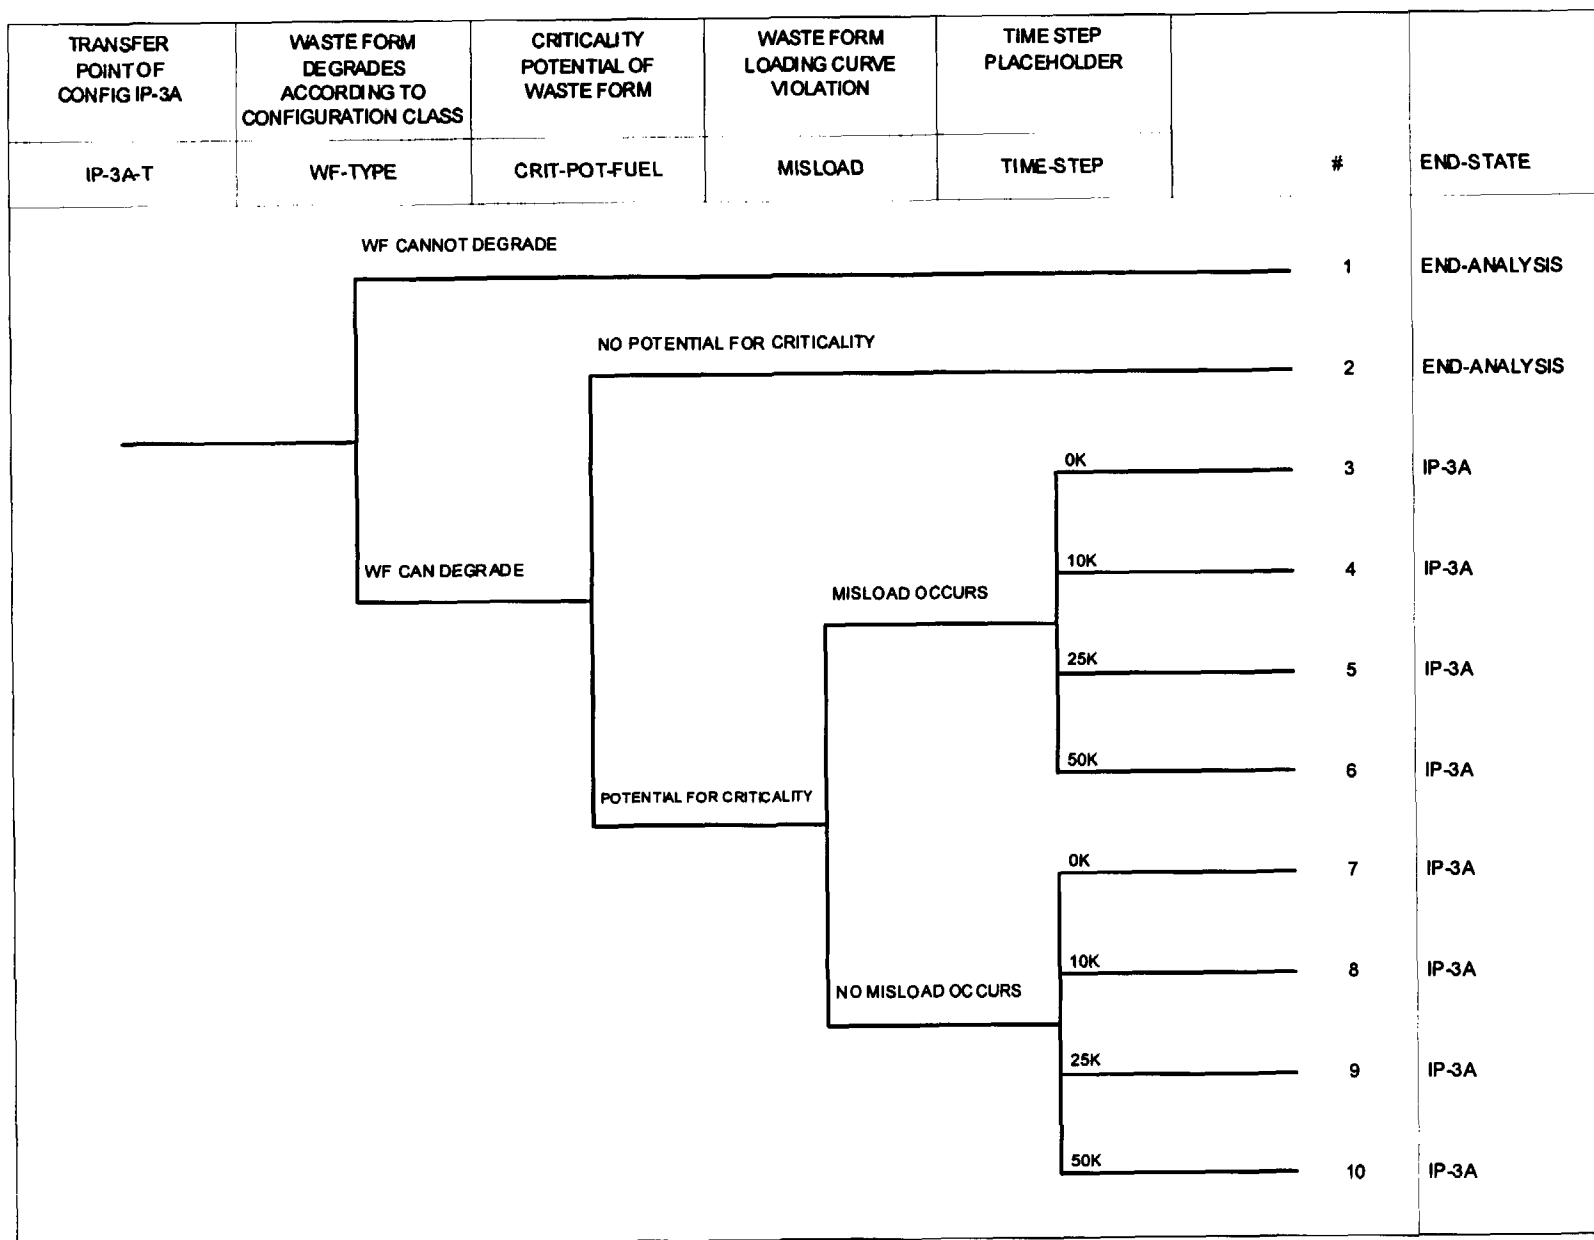 TRANSFER
POINT OF
CONFIG IP-3A
WASTE FORM
DEGRADES
ACCORDING TO
CONFIGURATION CLASS
CRITICALITY
POTENTIAL OF
WASTE FORM
WASTE FORM
LOADING CURVE
VIOLATION
TIME STEP
PLACEHOLDER
IP-3A-T
WF-TYPE
CRIT-POT-FUEL
MISLOAD
TIME-STEP
#
END-STATE
WF CANNOT DEGRADE
1
END-ANALYSIS
NO POTENTIAL FOR CRITICALITY
2
END-ANALYSIS
0K
3
IP-3A
WF CAN DEGRADE
10K
4
IP-3A
MISLOAD OCCURS
25K
5
IP-3A
50K
6
IP-3A
POTENTIAL FOR CRITICALITY
0K
7
IP-3A
10K
8
IP-3A
NO MISLOAD OCCURS
25K
9
IP-3A
50K
10
IP-3A